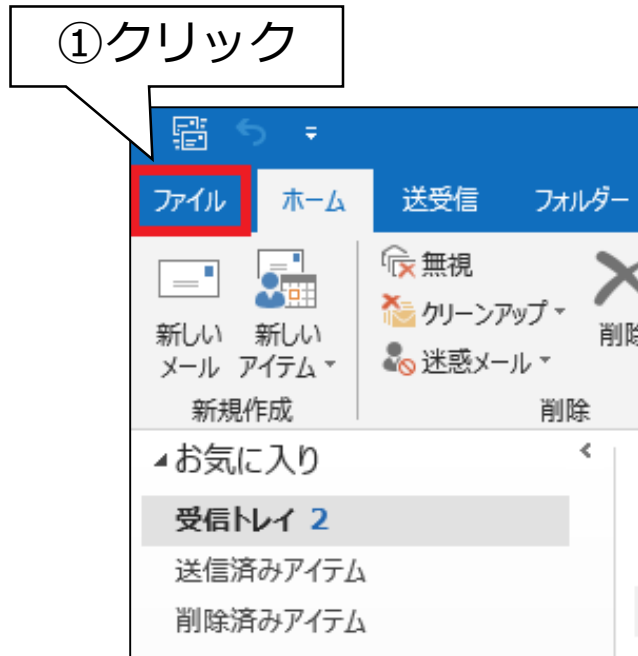 ①クリック
ファイル ホーム 送受信 フォルダー
無視
クリーンアップ
迷惑メール
新しい
メール
新しい
アイテム
新規作成
削除
お気に入り
受信トレイ 2
送信済みアイテム
削除済みアイテム